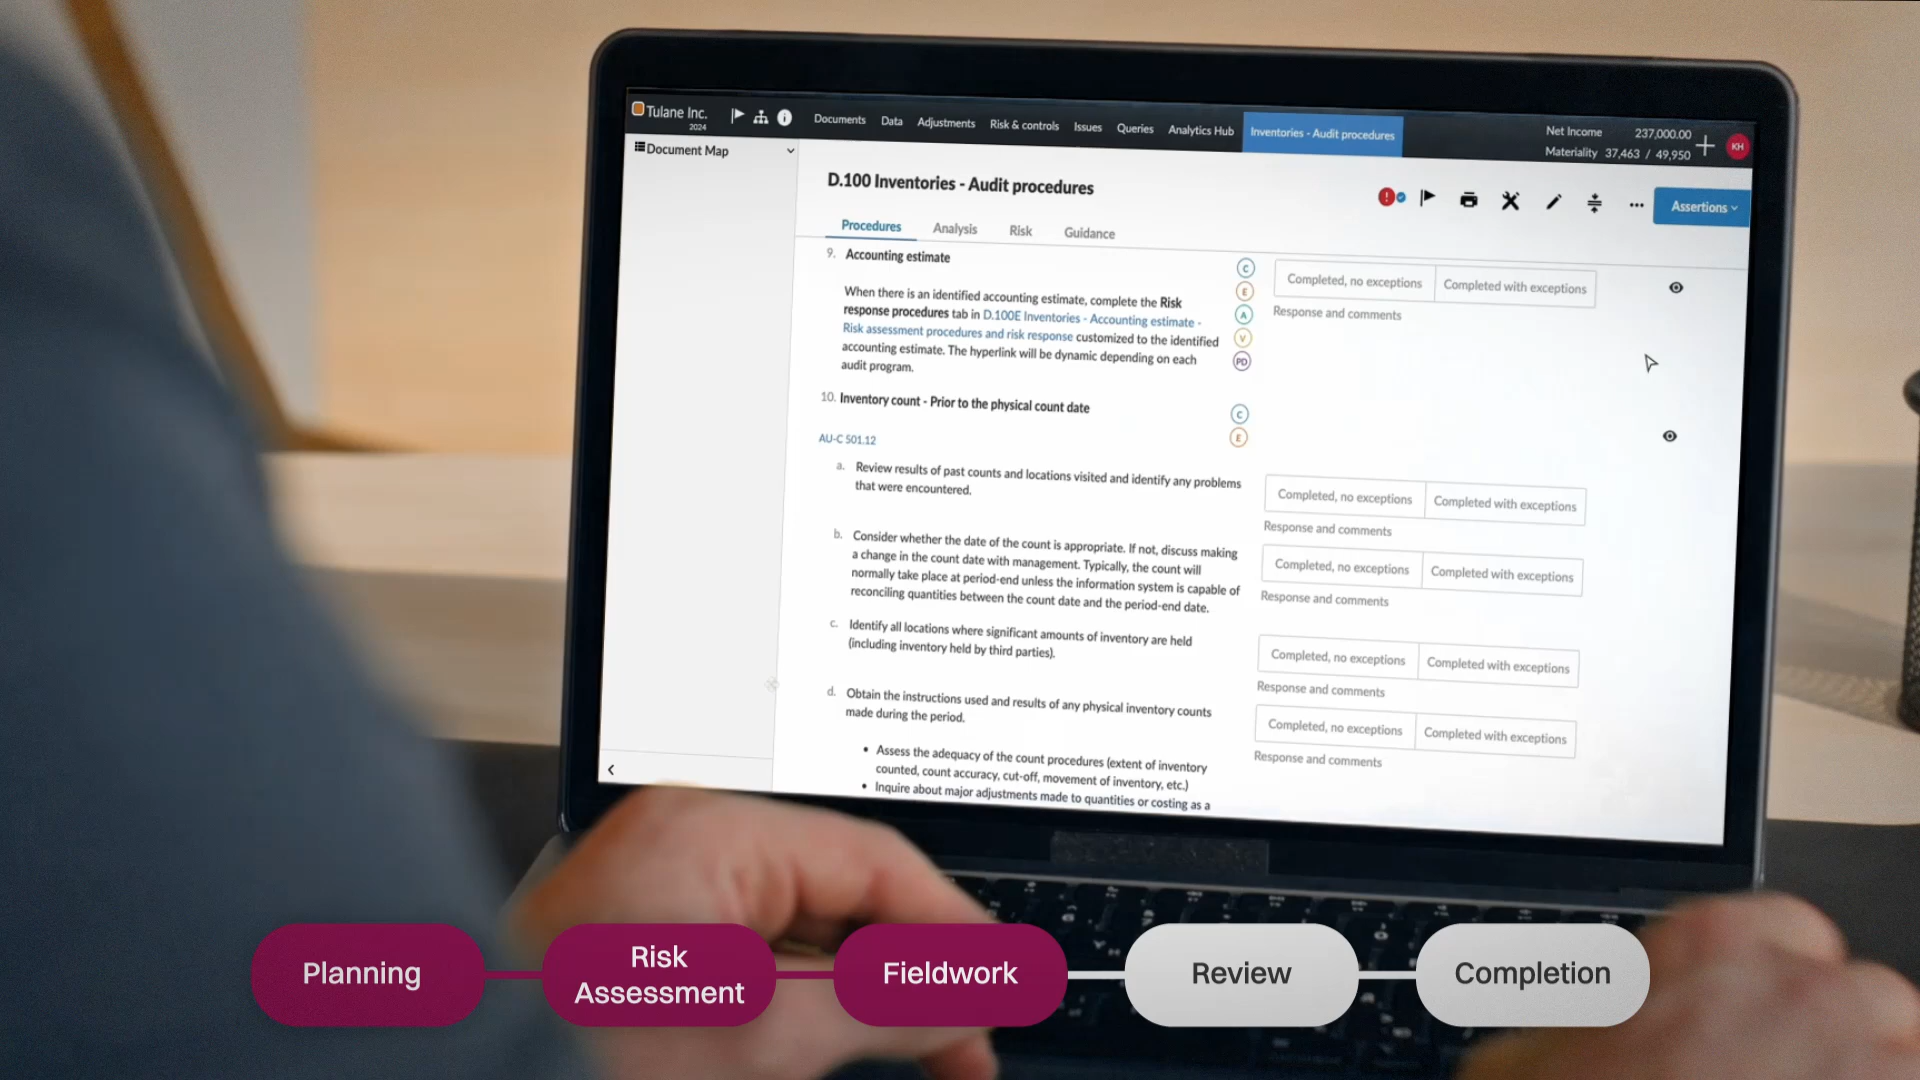 Tulane Inc.
2024
Documents
Data
Adjustments
Risk & controls
Issues
Queries
Analytics Hub
Inventories - Audit procedures
Net Income 237,000.00
Materiality 37,463 / 49,950
KH
Document Map
D.100 Inventories - Audit procedures
Assertions
Procedures
Analysis
Risk
Guidance
9. Accounting estimate
When there is an identified accounting estimate, complete the Risk
response procedures tab in D.100E Inventories - Accounting estimate -
Risk assessment procedures and risk response customized to the identified
accounting estimate. The hyperlink will be dynamic depending on each
audit program.
C
E
A
V
PD
Completed, no exceptions
Completed with exceptions
Response and comments
10. Inventory count - Prior to the physical count date
C
E
AU-C 501.12
a. Review results of past counts and locations visited and identify any problems
that were encountered.
Completed, no exceptions
Completed with exceptions
Response and comments
b. Consider whether the date of the count is appropriate. If not, discuss making
a change in the count date with management. Typically, the count will
normally take place at period-end unless the information system is capable of
reconciling quantities between the count date and the period-end date.
Completed, no exceptions
Completed with exceptions
Response and comments
c. Identify all locations where significant amounts of inventory are held
(including inventory held by third parties).
Completed, no exceptions
Completed with exceptions
Response and comments
d. Obtain the instructions used and results of any physical inventory counts
made during the period.
Completed, no exceptions
Completed with exceptions
Response and comments
• Assess the adequacy of the count procedures (extent of inventory
counted, count accuracy, cut-off, movement of inventory, etc.)
• Inquire about major adjustments made to quantities or costing as a
Planning
Risk
Assessment
Fieldwork
Review
Completion